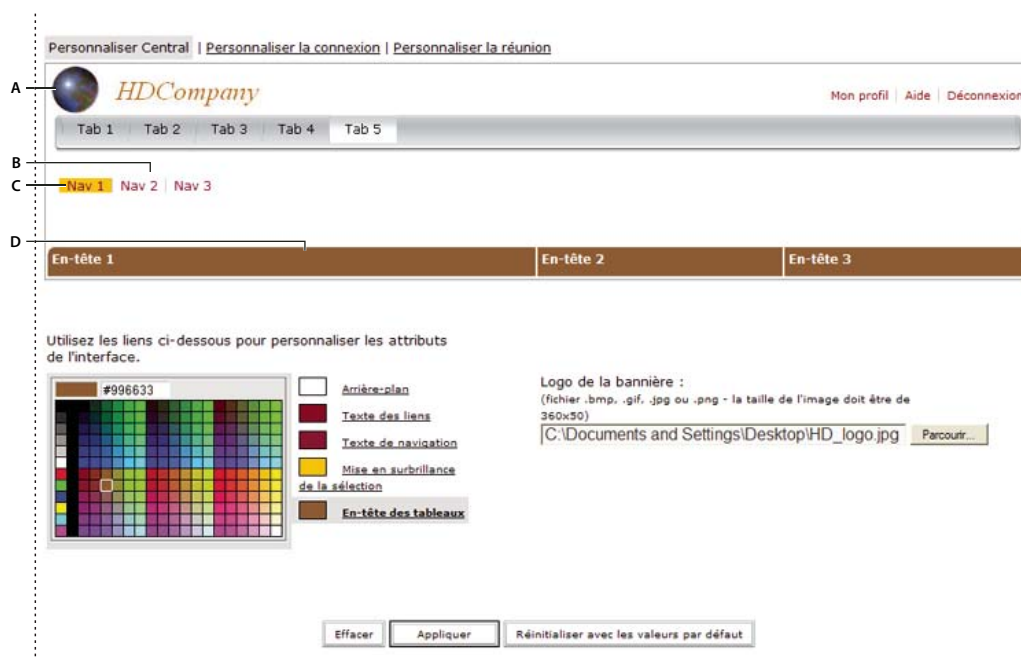 Personnaliser Central | Personnaliser la connexion | Personnaliser la réunion
A
HDCompany
Mon profil | Aide | Déconnexion
Tab 1 Tab 2 Tab 3 Tab 4 Tab 5
B
C
Nav 1 Nav 2 | Nav 3
D
En-tête 1 En-tête 2 En-tête 3
Utilisez les liens ci-dessous pour personnaliser les attributs
de l'interface.
#996633
Arrière-plan
Texte des liens
Texte de navigation
Mise en surbrillance
de la sélection
En-tête des tableaux
Logo de la bannière :
(fichier .bmp, .gif, .jpg ou .png - la taille de l'image doit être de
360x50)
C:\Documents and Settings\Desktop\HD_logo.jpg Parcourir...
Effacer Appliquer Réinitialiser avec les valeurs par défaut